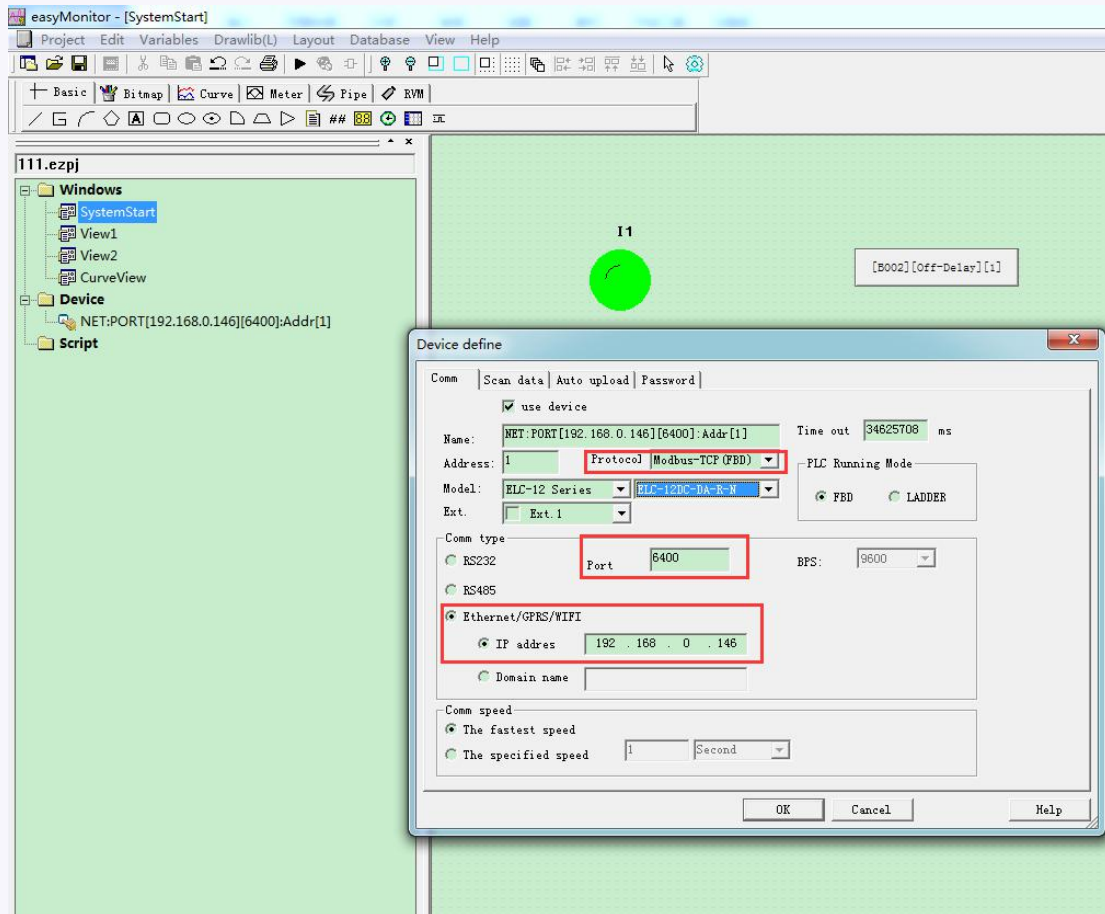 easyMonitor - [SystemStart]
Project Edit Variables Drawlib(L) Layout Database View Help
Basic Bitmap Curve Meter Pipe RVM
A ## 88
111.ezpj
Windows
SystemStart
View1
View2
CurveView
Device
NET:PORT[192.168.0.146][6400]:Addr[1]
Script
I1
[B002][Off-Delay][1]
Device define
Comm Scan data Auto upload Password
use device
Name: NET:PORT[192.168.0.146][6400]:Addr[1] Time out 34625708 ms
Address: 1 Protocol Modbus-TCP(FBD) PLC Running Mode
Model: ELC-12 Series ELC-12DC-DA-R-N FBD LADDER
Ext. Ext.1
Comm type
RS232 Port 6400 BPS: 9600
RS485
Ethernet/GPRS/WIFI
IP addres 192 . 168 . 0 . 146
Domain name
Comm speed
The fastest speed
The specified speed 1 Second
OK Cancel Help